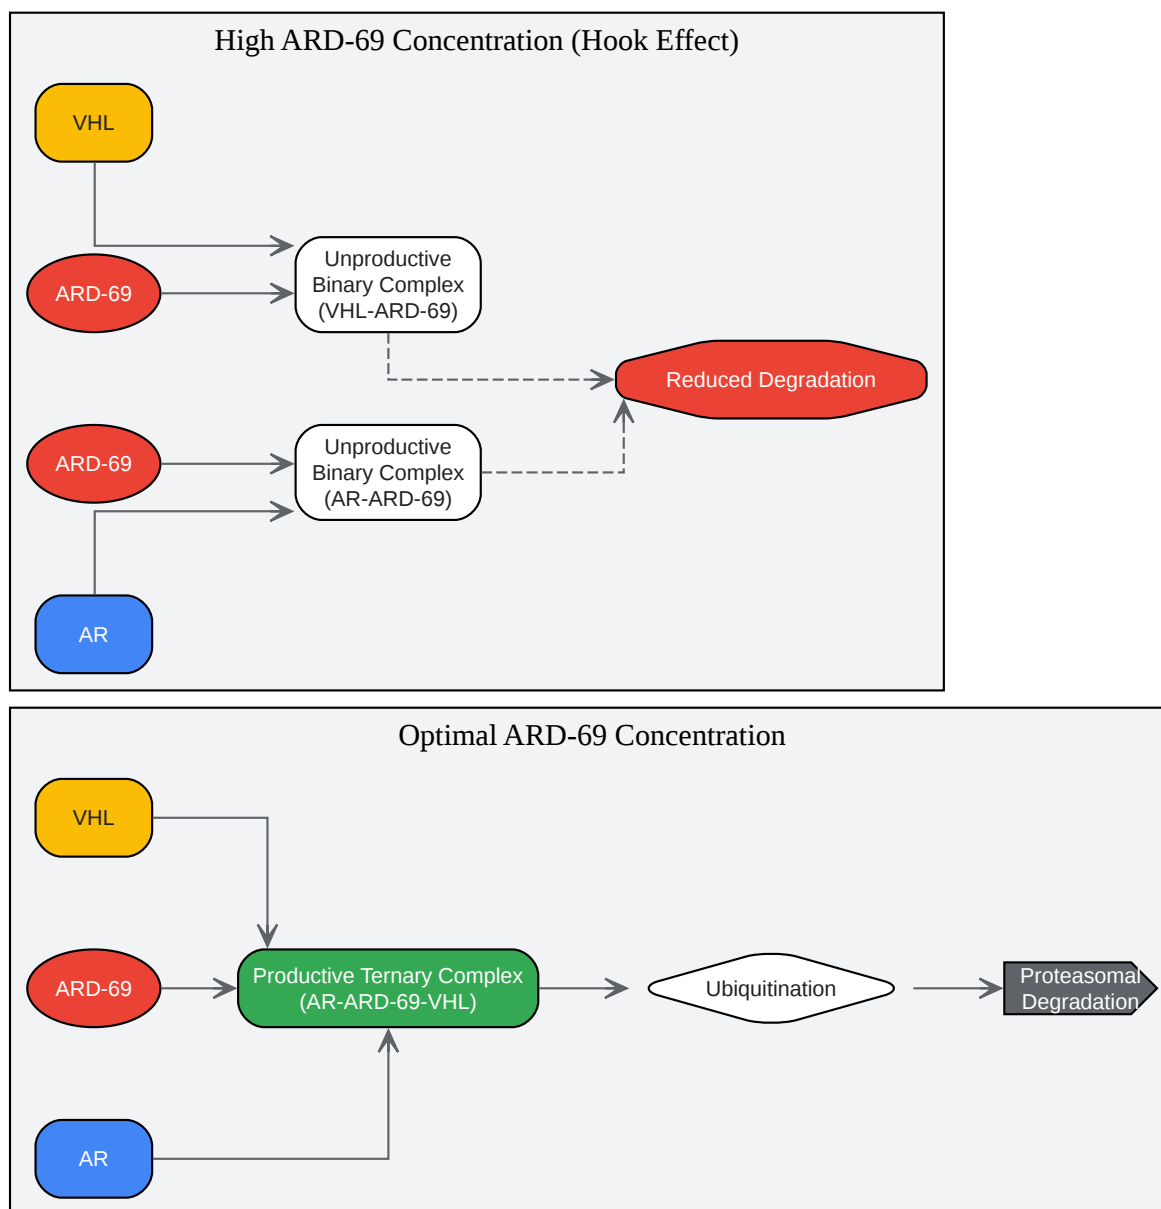 High ARD-69 Concentration (Hook Effect)
VHL
ARD-69
Unproductive
Binary Complex
(VHL-ARD-69)
Reduced Degradation
ARD-69
Unproductive
Binary Complex
(AR-ARD-69)
AR
Optimal ARD-69 Concentration
VHL
ARD-69
Productive Ternary Complex
(AR-ARD-69-VHL)
Ubiquitination
Proteasomal
Degradation
AR